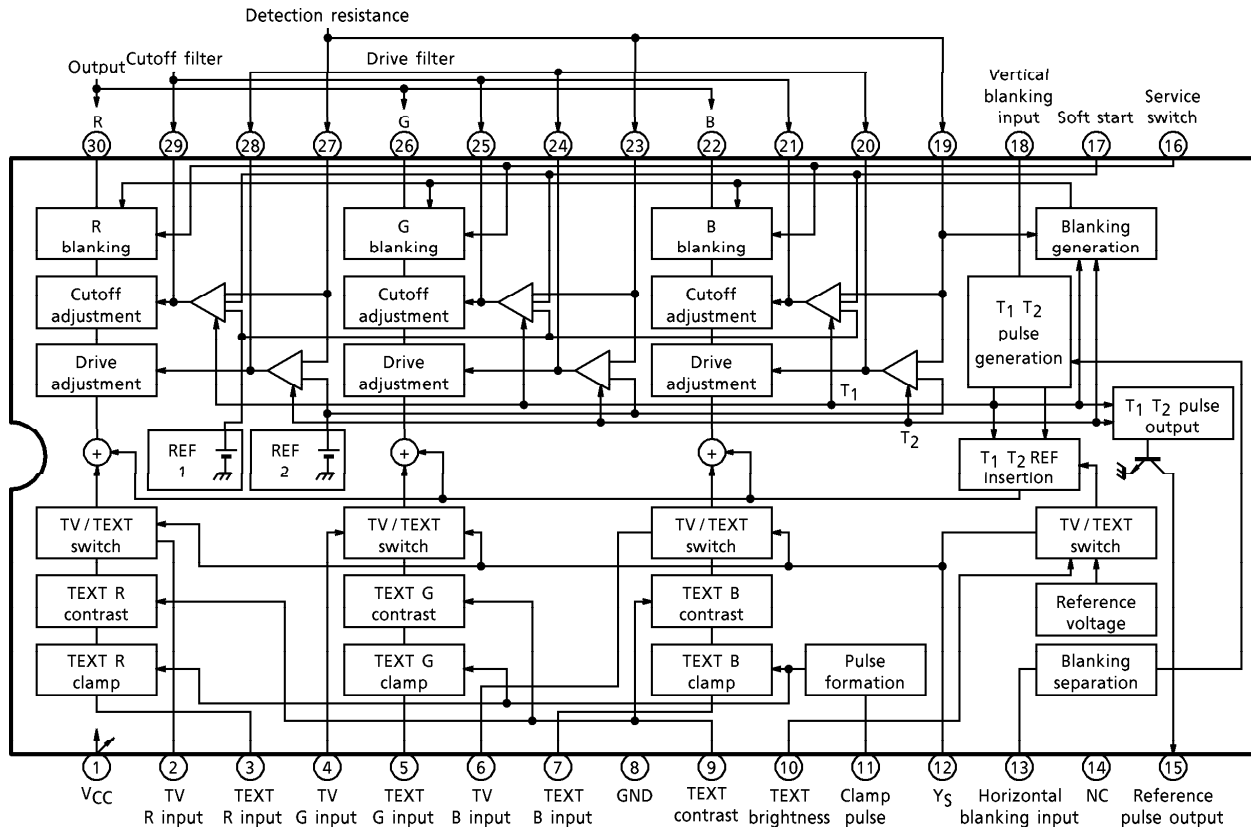 Detection resistance
Cutoff filter
Drive filter
Output
Vertical
blanking
input
Soft start
Service
switch
R
G
B
30
29
28
27
26
25
24
23
22
21
20
19
18
17
16
R
blanking
G
blanking
B
blanking
Blanking
generation
Cutoff
adjustment
Cutoff
adjustment
Cutoff
adjustment
T1 T2
pulse
generation
Drive
adjustment
Drive
adjustment
Drive
adjustment
T1
T2
T1 T2 pulse
output
REF
1
REF
2
+
+
+
T1 T2 REF
insertion
TV / TEXT
switch
TV / TEXT
switch
TV / TEXT
switch
TV / TEXT
switch
TEXT R
contrast
TEXT G
contrast
TEXT B
contrast
Reference
voltage
TEXT R
clamp
TEXT G
clamp
TEXT B
clamp
Pulse
formation
Blanking
separation
1
2
3
4
5
6
7
8
9
10
11
12
13
14
15
VCC
TV
R input
TEXT
R input
TV
G input
TEXT
G input
TV
B input
TEXT
B input
GND
TEXT
contrast
TEXT
brightness
Clamp
pulse
YS
Horizontal
blanking input
NC
Reference
pulse output